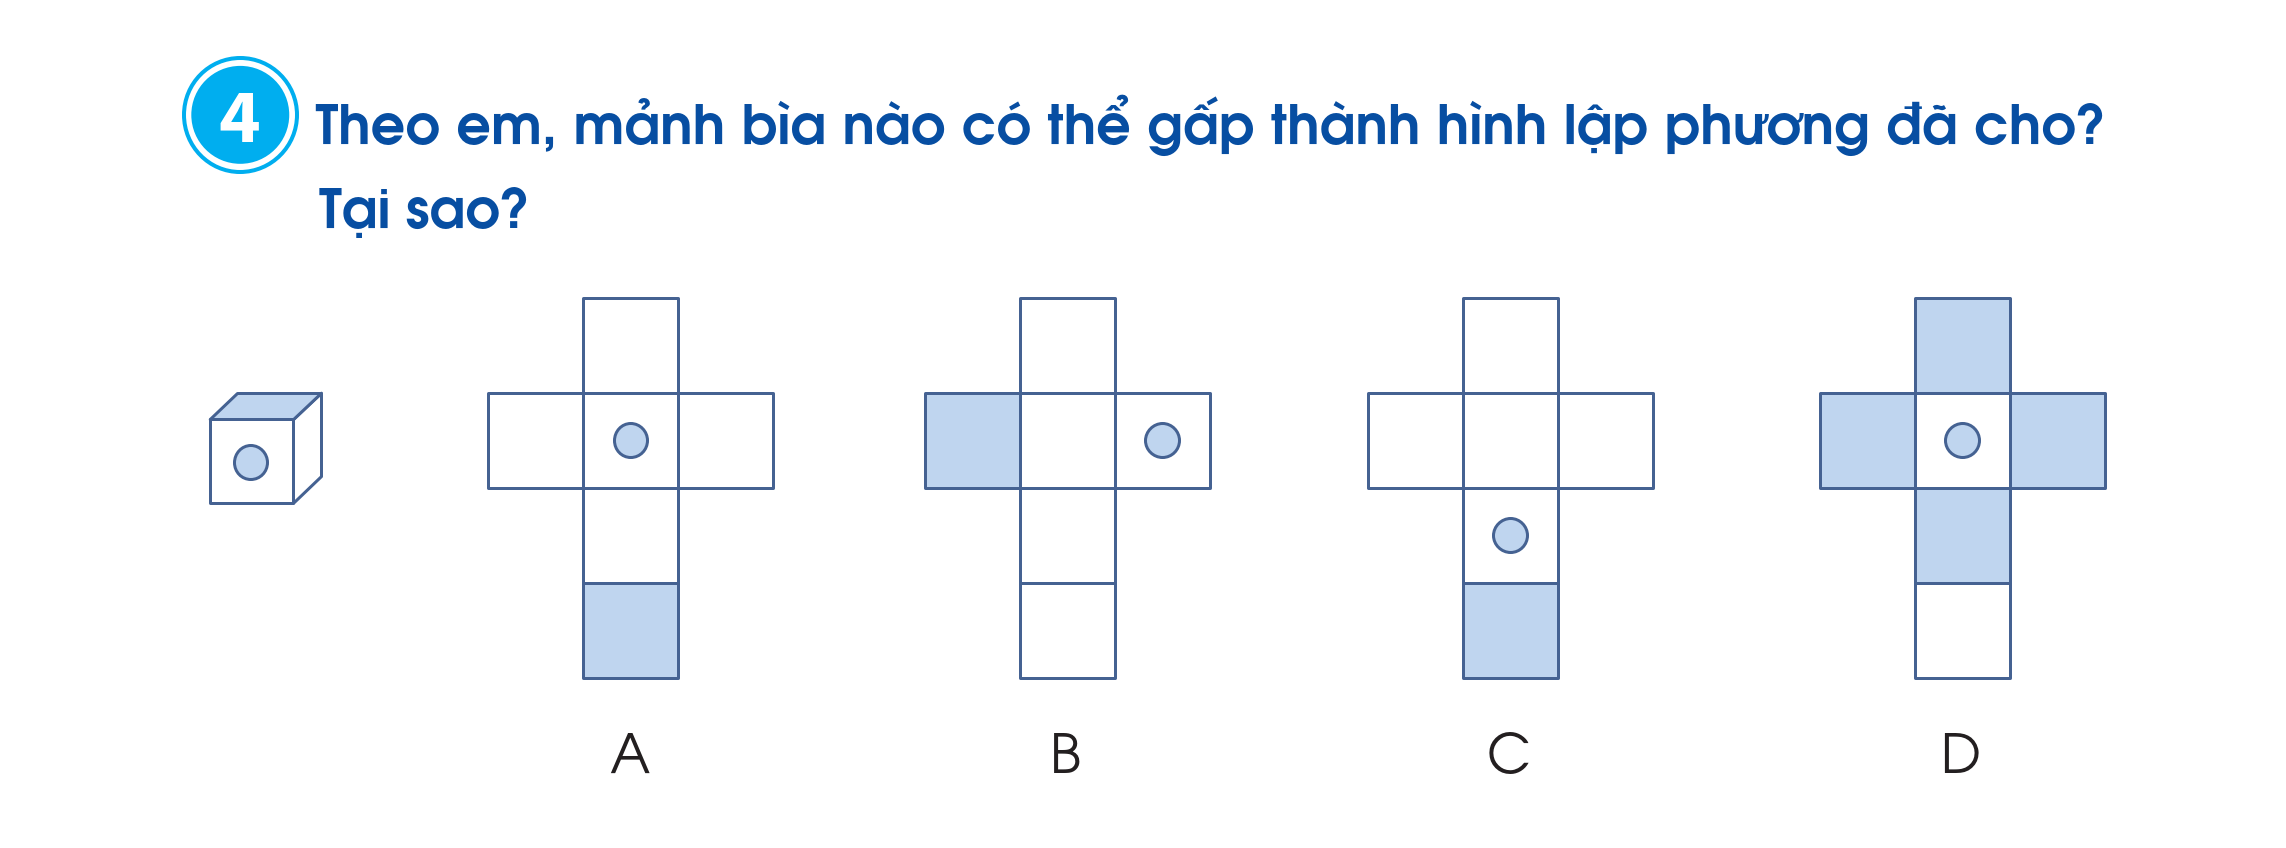 4 Theo em, mảnh bìa nào có thể gấp thành hình lập phương đã cho?
Tại sao?
A B C D